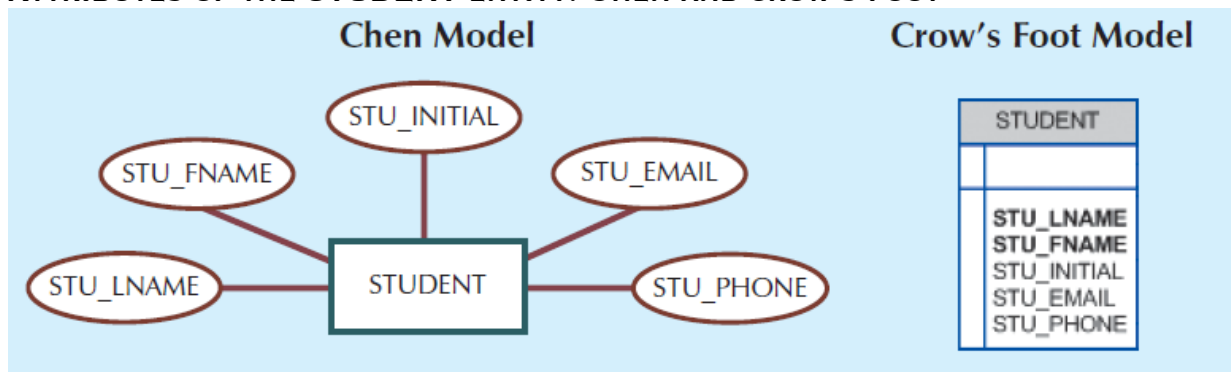 Chen Model
Crow's Foot Model
STU_INITIAL
STU_FNAME
STU_EMAIL
STU_LNAME
STUDENT
STU_PHONE
STUDENT
STU_LNAME
STU_FNAME
STU_INITIAL
STU_EMAIL
STU_PHONE